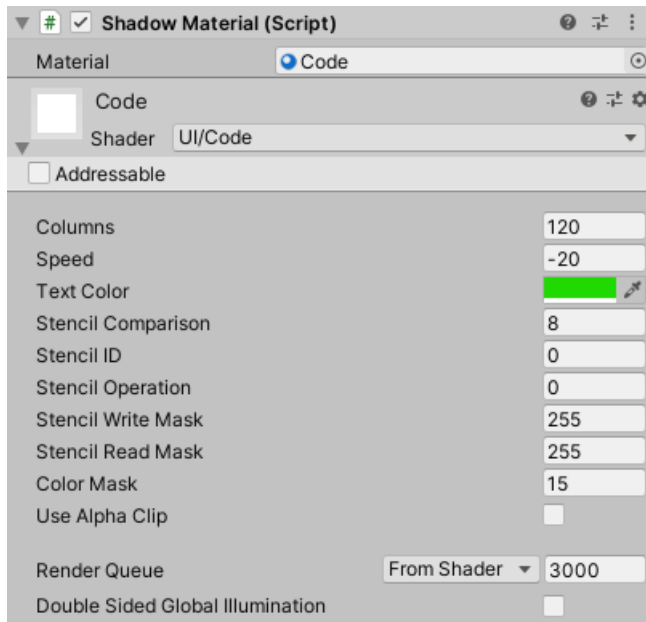 # Shadow Material (Script)
Material Code
Code
Shader UI/Code
Addressable
Columns 120
Speed -20
Text Color
Stencil Comparison 8
Stencil ID 0
Stencil Operation 0
Stencil Write Mask 255
Stencil Read Mask 255
Color Mask 15
Use Alpha Clip
Render Queue From Shader 3000
Double Sided Global Illumination